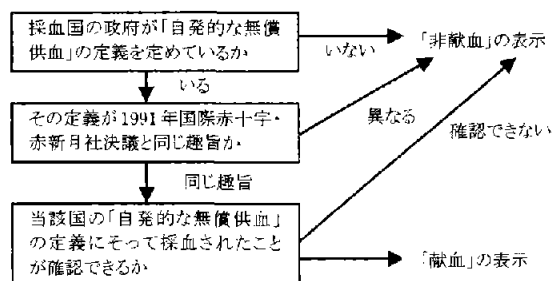 採血国の政府が「自発的な無償
供血」の定義を定めているか
いない
「非献血」の表示
いる
その定義が1991年国際赤十字・
赤新月社決議と同じ趣旨か
異なる
確認できない
同じ趣旨
当該国の「自発的な無償供血」
の定義にそって採血されたこと
が確認できるか
「献血」の表示